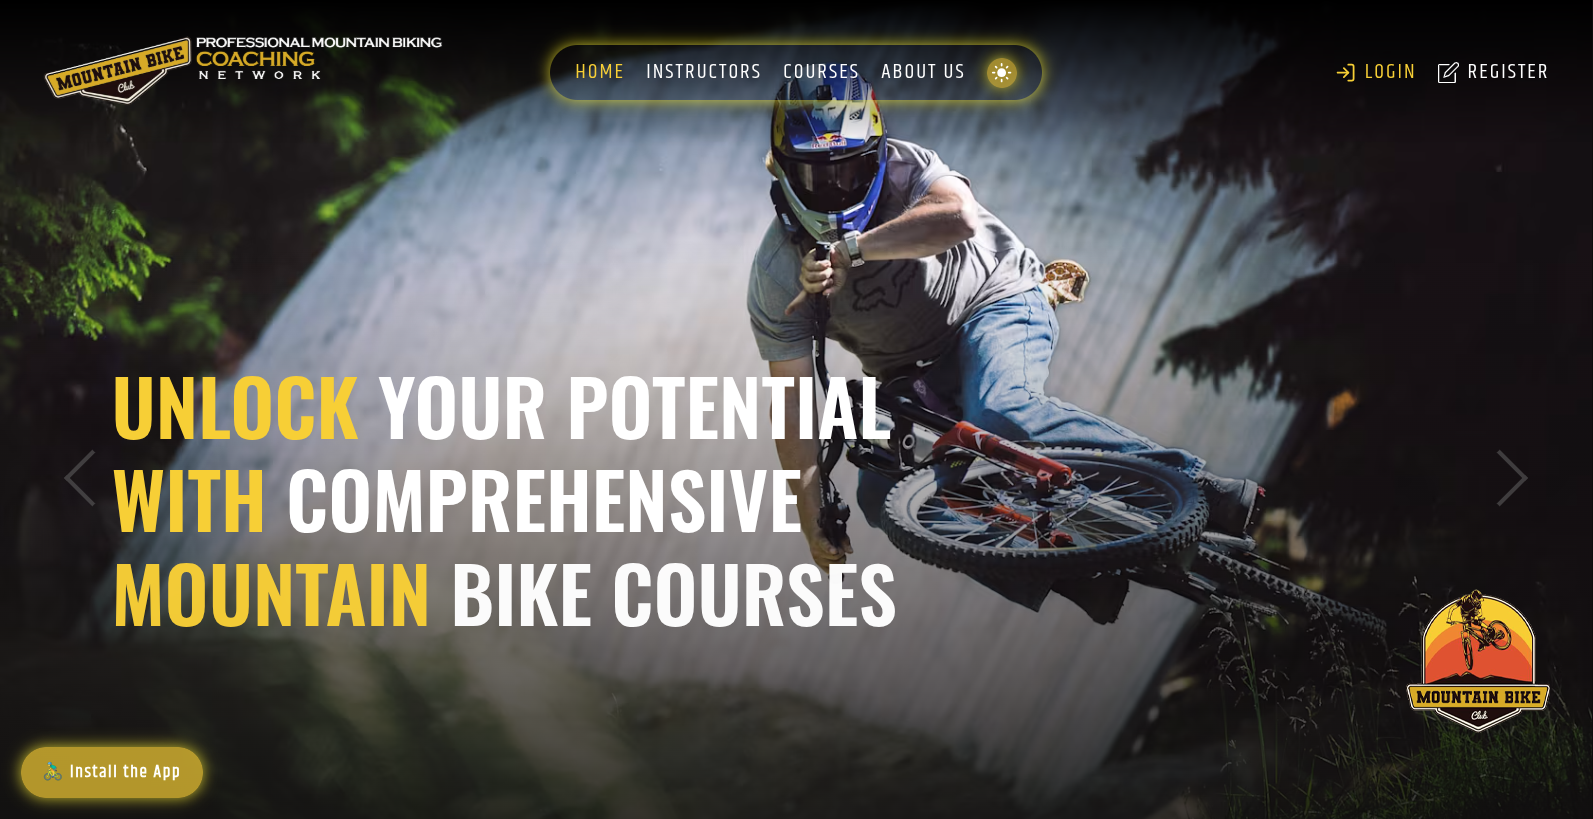 MOUNTAIN BIKE
Club
PROFESSIONAL MOUNTAIN BIKING
COACHING
NETWORK
HOME INSTRUCTORS COURSES ABOUT US
LOGIN REGISTER
UNLOCK YOUR POTENTIAL
WITH COMPREHENSIVE
MOUNTAIN BIKE COURSES
MOUNTAIN BIKE
Club
Install the App